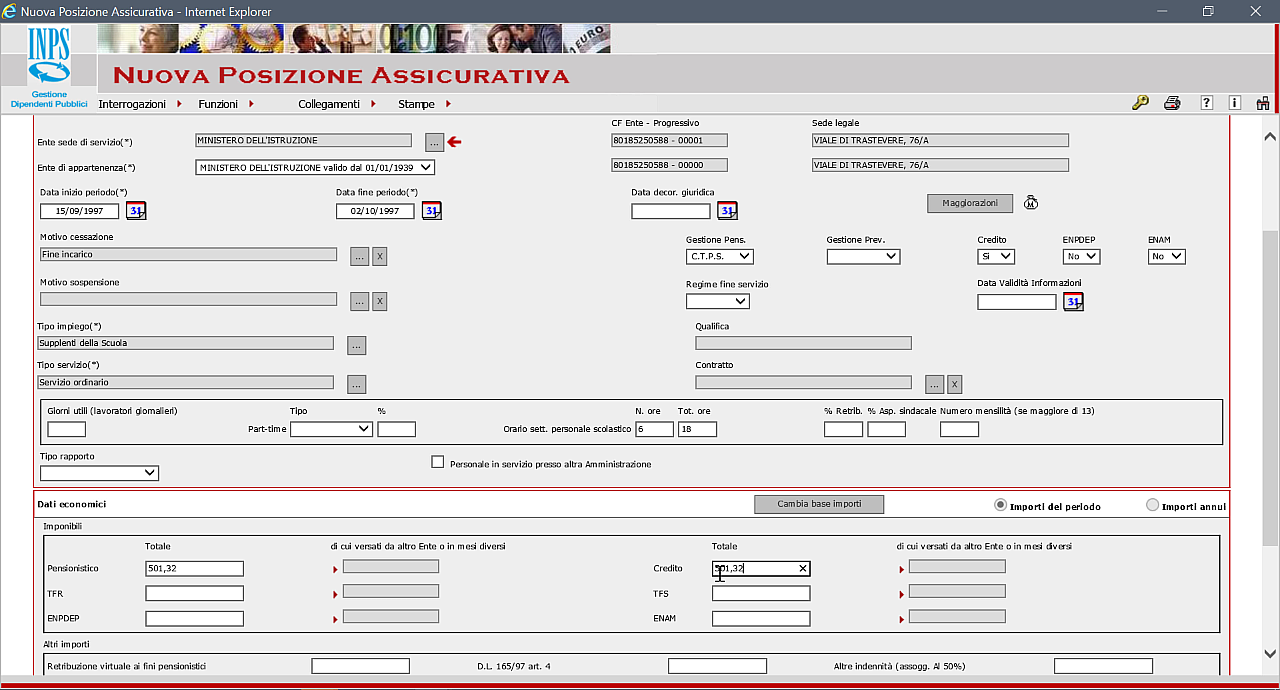 Nuova Posizione Assicurativa - Internet Explorer
INPS
Gestione
Dipendenti Pubblici
EURO
NUOVA POSIZIONE ASSICURATIVA
Interrogazioni Funzioni Collegamenti Stampe
CF Ente - Progressivo Sede legale
Ente sede di servizio(*) MINISTERO DELL'ISTRUZIONE ... 80185250588 - 00001 VIALE DI TRASTEVERE, 76/A
Ente di appartenenza(*) MINISTERO DELL'ISTRUZIONE valido dal 01/01/1939 80185250588 - 00000 VIALE DI TRASTEVERE, 76/A
Data inizio periodo(*) Data fine periodo(*) Data decor. giuridica
15/09/1997 31 02/10/1997 31 31 Maggiorazioni M
Motivo cessazione Gestione Pens. Gestione Prev. Credito ENPDEP ENAM
Fine incarico ... X C.T.P.S. Si No No
Motivo sospensione Regime fine servizio Data Validità Informazioni
... X 31
Tipo impiego(*) Qualifica
Supplenti della Scuola ...
Tipo servizio(*) Contratto
Servizio ordinario ... ... X
Giorni utili (lavoratori giornalieri) Tipo % N. ore Tot. ore % Retrib. % Asp. sindacale Numero mensilità (se maggiore di 13)
Part-time Orario sett. personale scolastico 6 18
Tipo rapporto
Personale in servizio presso altra Amministrazione
Dati economici Cambia base importi Importi del periodo Importi annui
Imponibili
Totale di cui versati da altro Ente o in mesi diversi Totale di cui versati da altro Ente o in mesi diversi
Pensionistico 501,32 Credito 501,32
TFR TFS
ENPDEP ENAM
Altri importi
Retribuzione virtuale ai fini pensionistici D.L. 165/97 art. 4 Altre indennità (assogg. Al 50%)